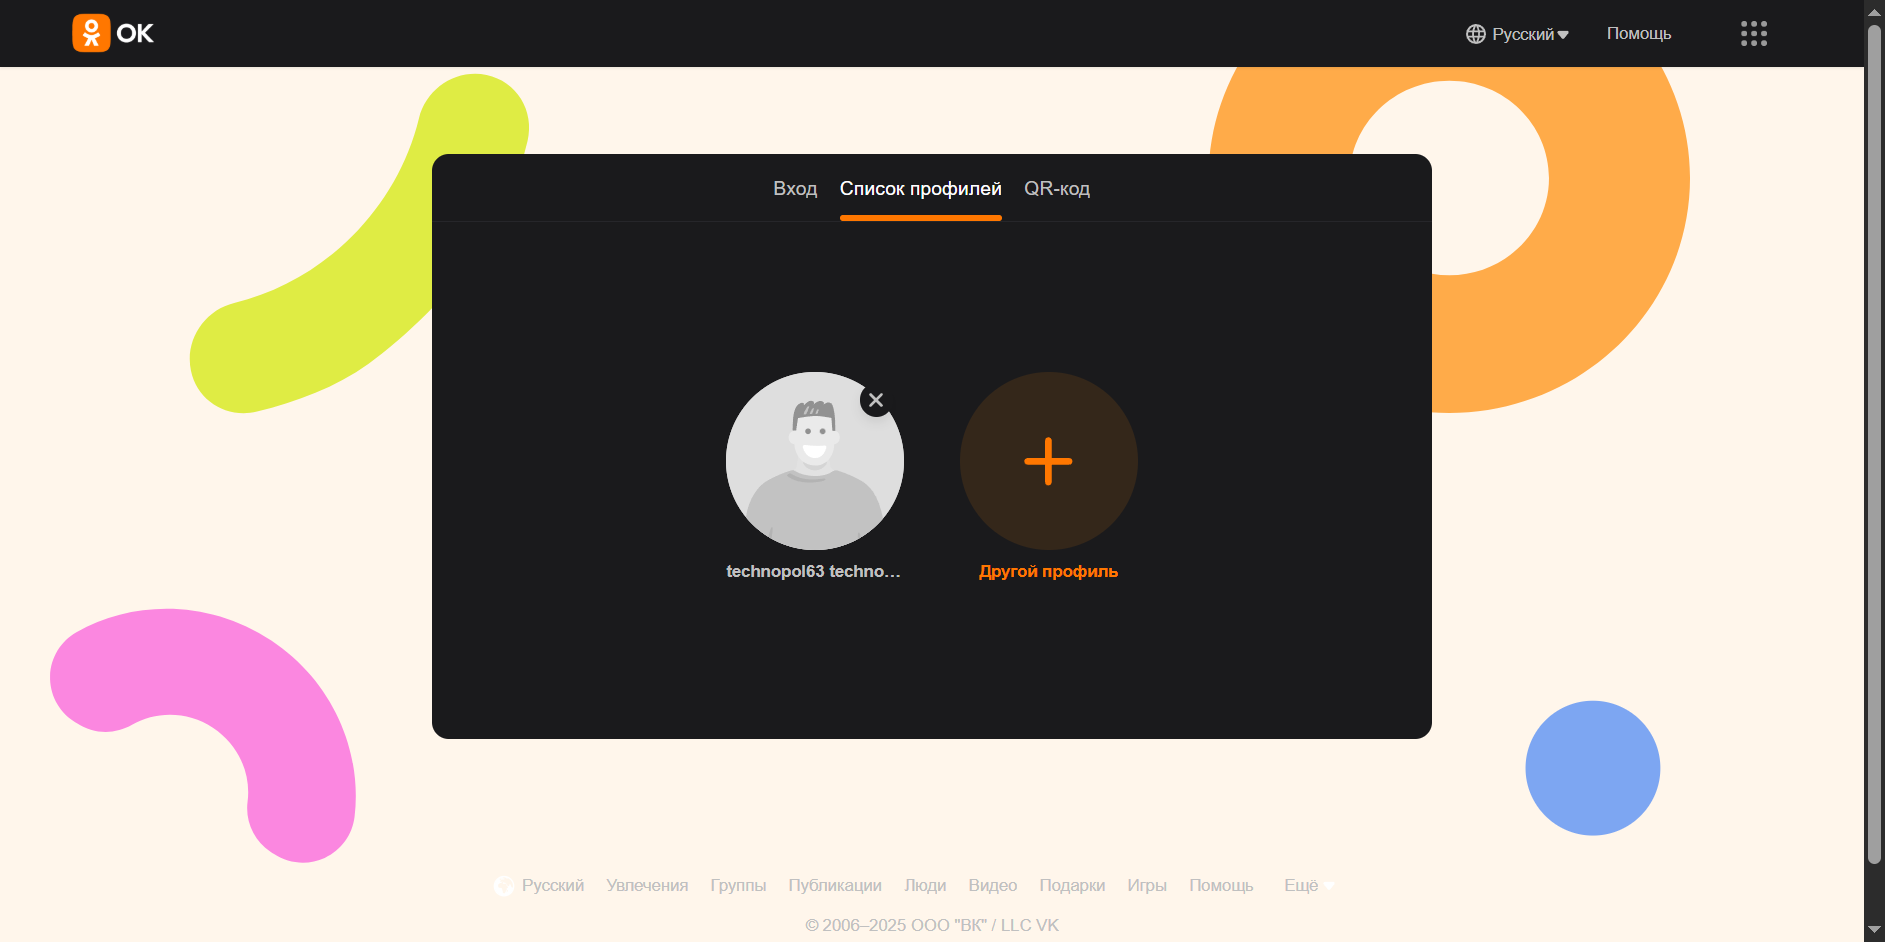 ОК
Русский Помощь
Вход Список профилей QR-код
technopol63 techno...
Другой профиль
Русский Увлечения Группы Публикации Люди Видео Подарки Игры Помощь Ещё
© 2006–2025 ООО "ВК" / LLC VK